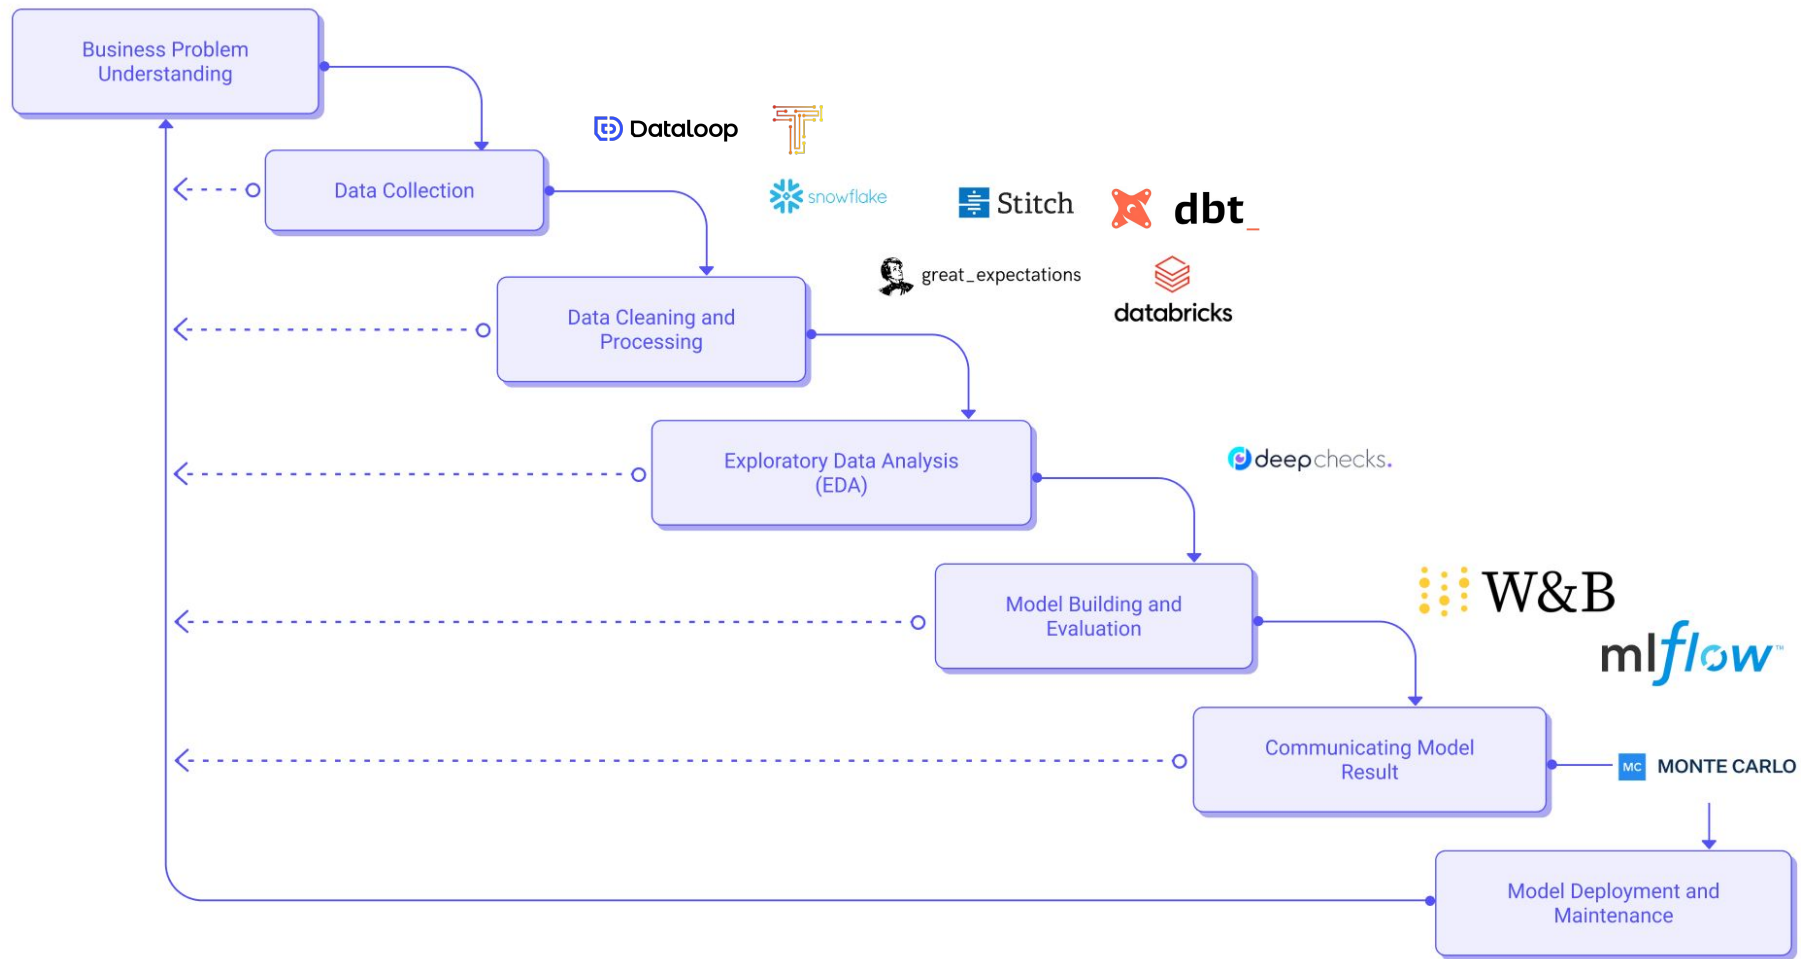 Business Problem
Understanding
Dataloop
Data Collection
snowflake
Stitch
dbt_
great_expectations
databricks
Data Cleaning and
Processing
Exploratory Data Analysis
(EDA)
deepchecks.
Model Building and
Evaluation
W&B
mlflow™
Communicating Model
Result
MC MONTE CARLO
Model Deployment and
Maintenance